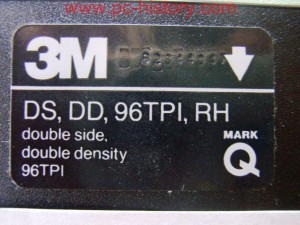 www.pc-history.com
3M
DS, DD, 96TPI, RH
double side,
double density
96TPI
MARK
Q